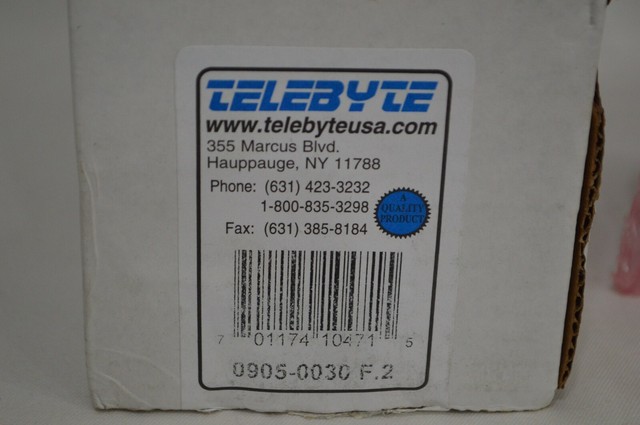 TELEBYTE
www.telebyteusa.com
355 Marcus Blvd.
Hauppauge, NY 11788
Phone: (631) 423-3232
1-800-835-3298
Fax: (631) 385-8184
A
QUALITY
PRODUCT
7 01174 10471 5
0905-0030 F.2